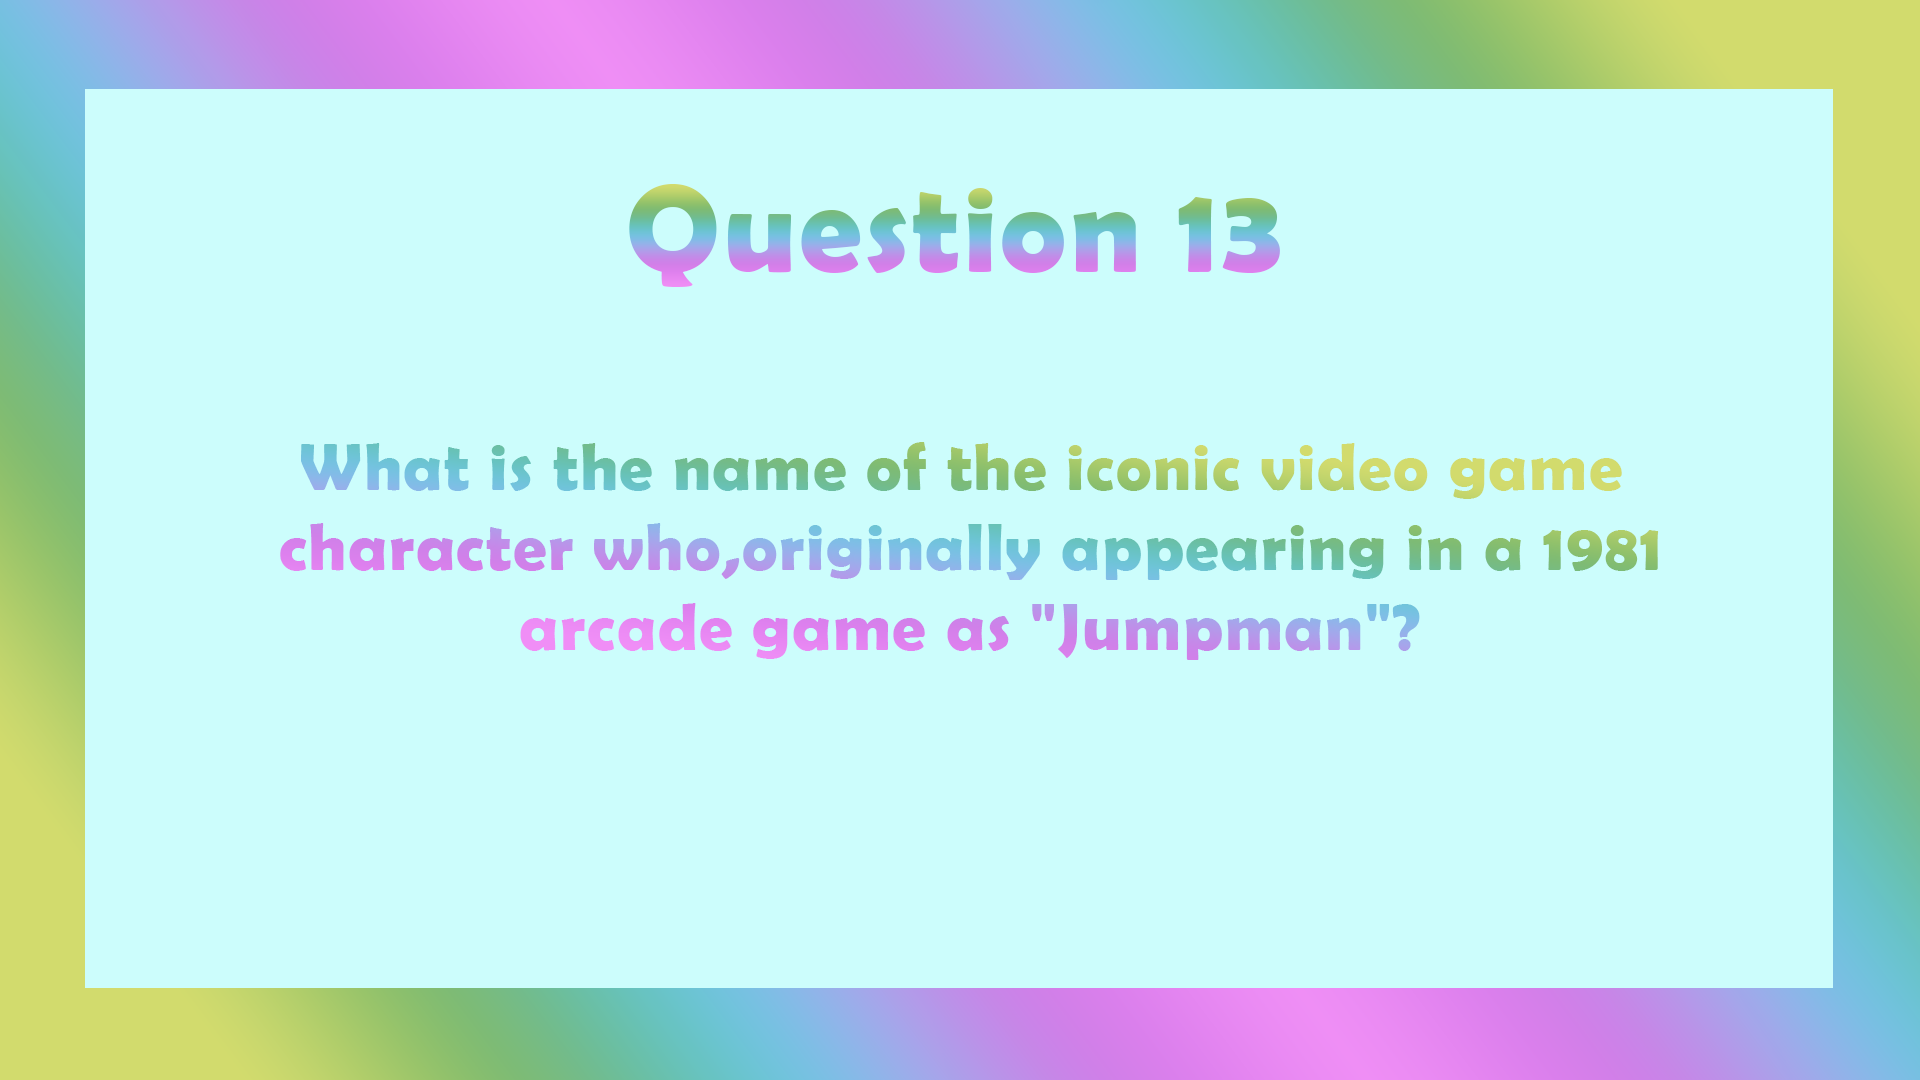 Question 13
What is the name of the iconic video game
character who,originally appearing in a 1981
arcade game as "Jumpman"?